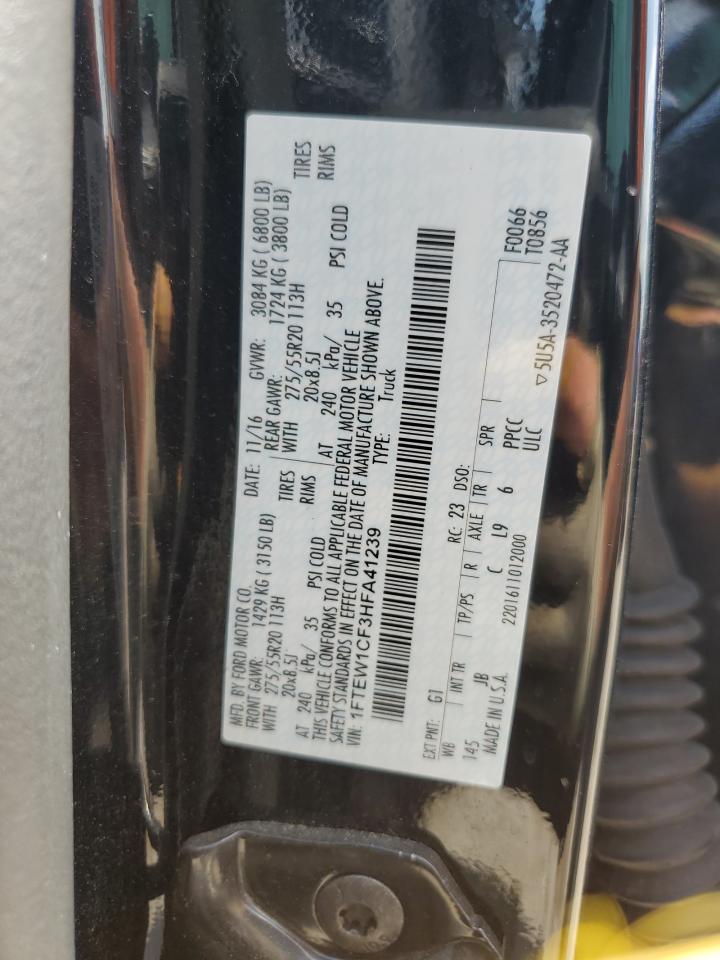 MFD. BY FORD MOTOR CO. DATE: 11/16 GVWR: 3084 KG ( 6800 LB)
FRONT GAWR: 1429 KG ( 3150 LB) REAR GAWR: 1724 KG ( 3800 LB)
WITH 275/55R20 113H TIRES WITH 275/55R20 113H TIRES
20x8.5J RIMS 20x8.5J RIMS
AT 240 kPa/ 35 PSI COLD AT 240 kPa/ 35 PSI COLD
THIS VEHICLE CONFORMS TO ALL APPLICABLE FEDERAL MOTOR VEHICLE
SAFETY STANDARDS IN EFFECT ON THE DATE OF MANUFACTURE SHOWN ABOVE.
VIN: 1FTEW1CF3HFA41239 TYPE: Truck
EXT PNT: G1 RC: 23 DSO:
WB INT TR TP/PS R AXLE TR SPR F0066
145 JB C L9 6 PPCC T0856
MADE IN U.S.A. 2201611012000 ULC
▽5U5A-3520472-AA